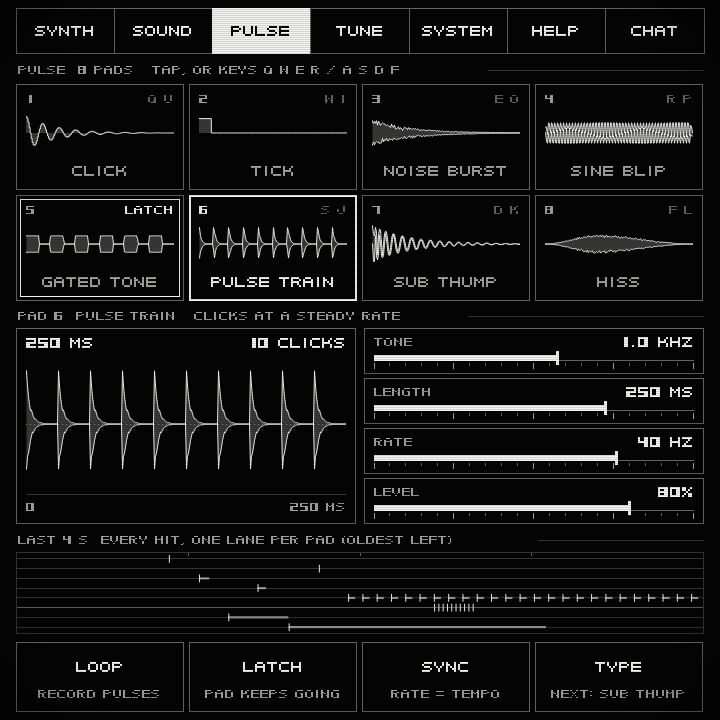 SYNTH SOUND PULSE TUNE SYSTEM HELP CHAT
PULSE 8 PADS TAP, OR KEYS Q W E R / A S D F
1 Q U 2 W I 3 E O 4 R P
CLICK TICK NOISE BURST SINE BLIP
5 LATCH 6 S J 7 D K 8 F L
GATED TONE PULSE TRAIN SUB THUMP HISS
PAD 6 PULSE TRAIN CLICKS AT A STEADY RATE
250 MS 10 CLICKS
0 250 MS
TONE 1.0 KHZ
LENGTH 250 MS
RATE 40 HZ
LEVEL 80%
LAST 4 S EVERY HIT, ONE LANE PER PAD (OLDEST LEFT)
LOOP LATCH SYNC TYPE
RECORD PULSES PAD KEEPS GOING RATE = TEMPO NEXT: SUB THUMP